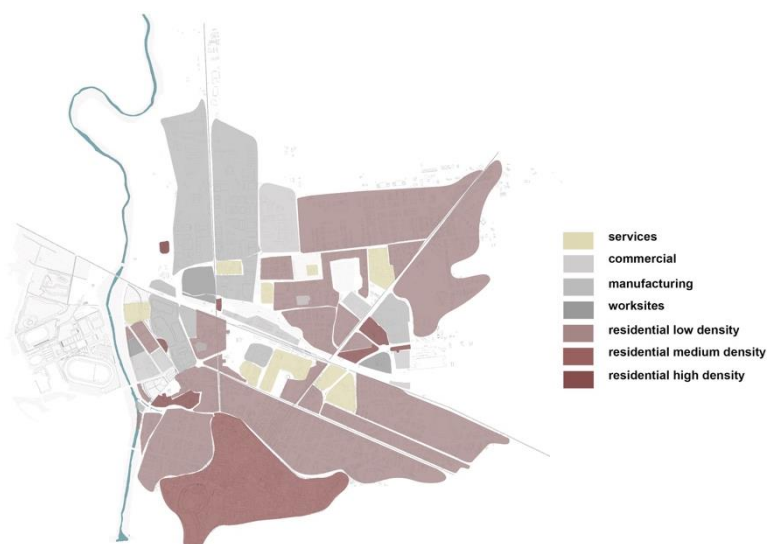 services
commercial
manufacturing
worksites
residential low density
residential medium density
residential high density